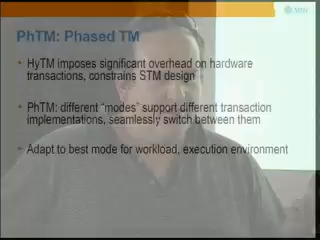 PhTM: Phased TM
• HyTM imposes significant overhead on hardware
transactions, constrains STM design
• PhTM: different "modes" support different transaction
implementations, seamlessly switch between them
• Adapt to best mode for workload, execution environment